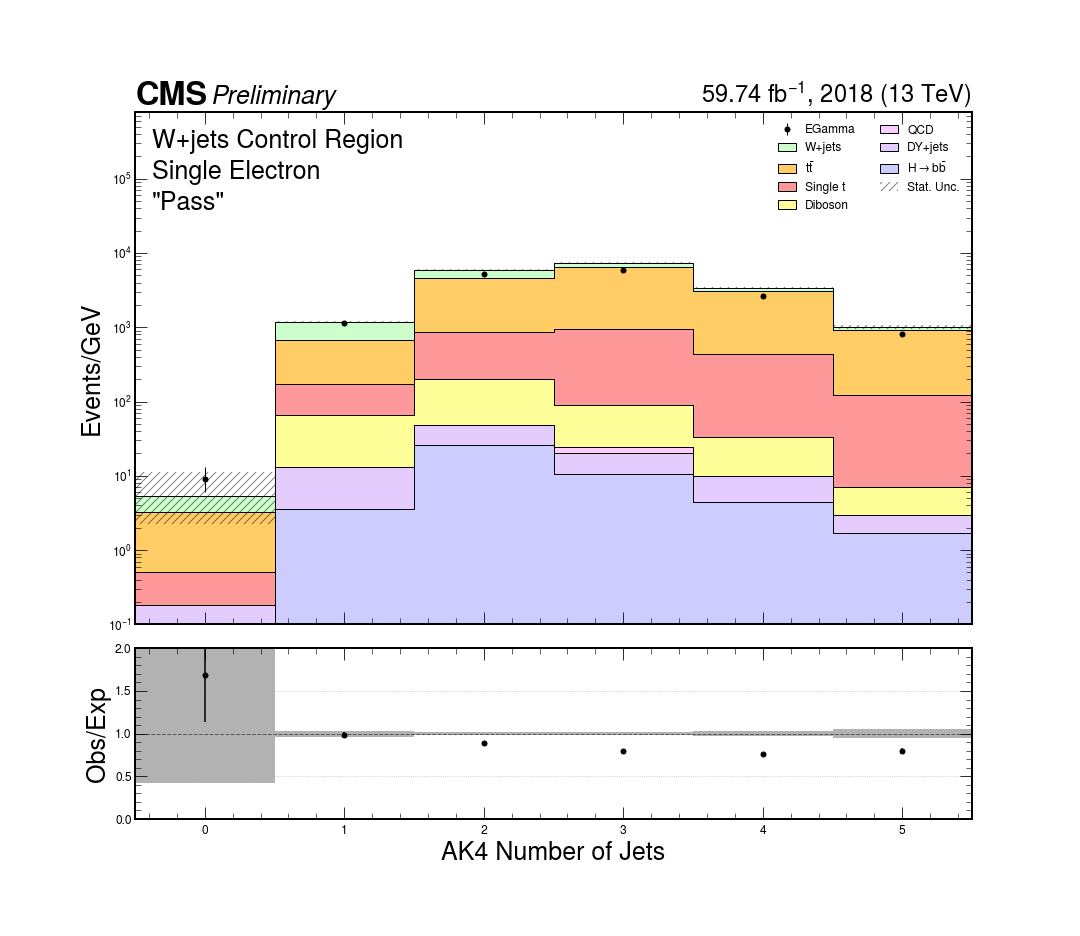 CMS Preliminary
59.74 fb⁻¹, 2018 (13 TeV)
W+jets Control Region
Single Electron
"Pass"
EGamma
W+jets
tt̄
Single t
Diboson
QCD
DY+jets
H→bb̄
Stat. Unc.
Events/GeV
10⁵
10⁴
10³
10²
10¹
10⁰
10⁻¹
Obs/Exp
2.0
1.5
1.0
0.5
0.0
0 1 2 3 4 5
AK4 Number of Jets